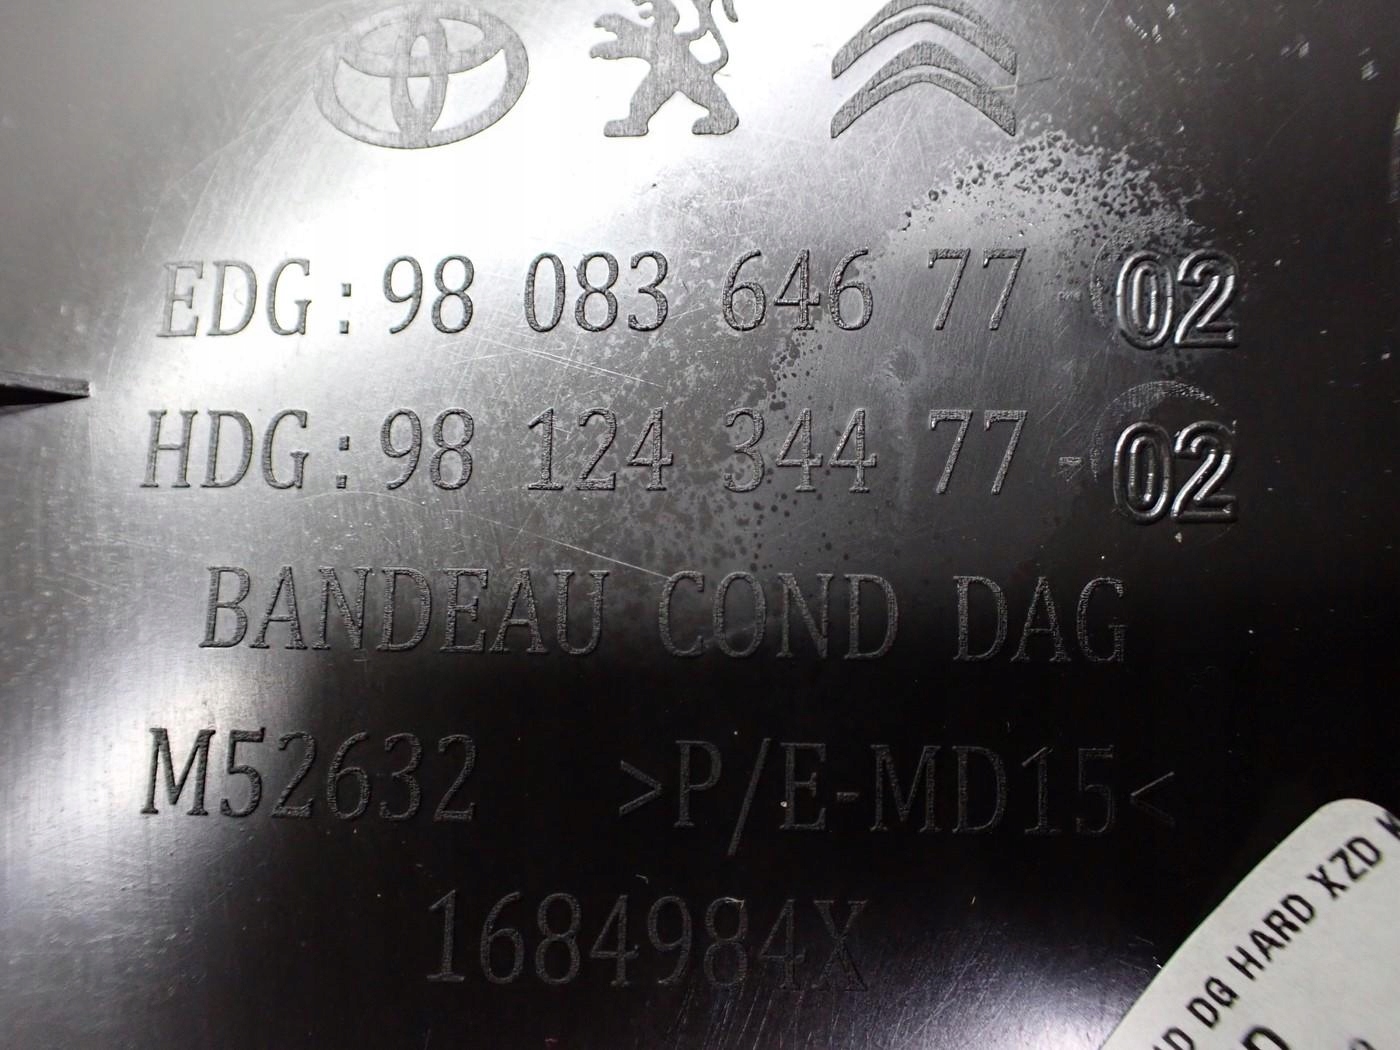 EDG : 98 083 646 77 - 02
HDG : 98 124 344 77 - 02
BANDEAU COND DAG
M52632 >P/E-MD15<
1684984X
DG HARD XZD